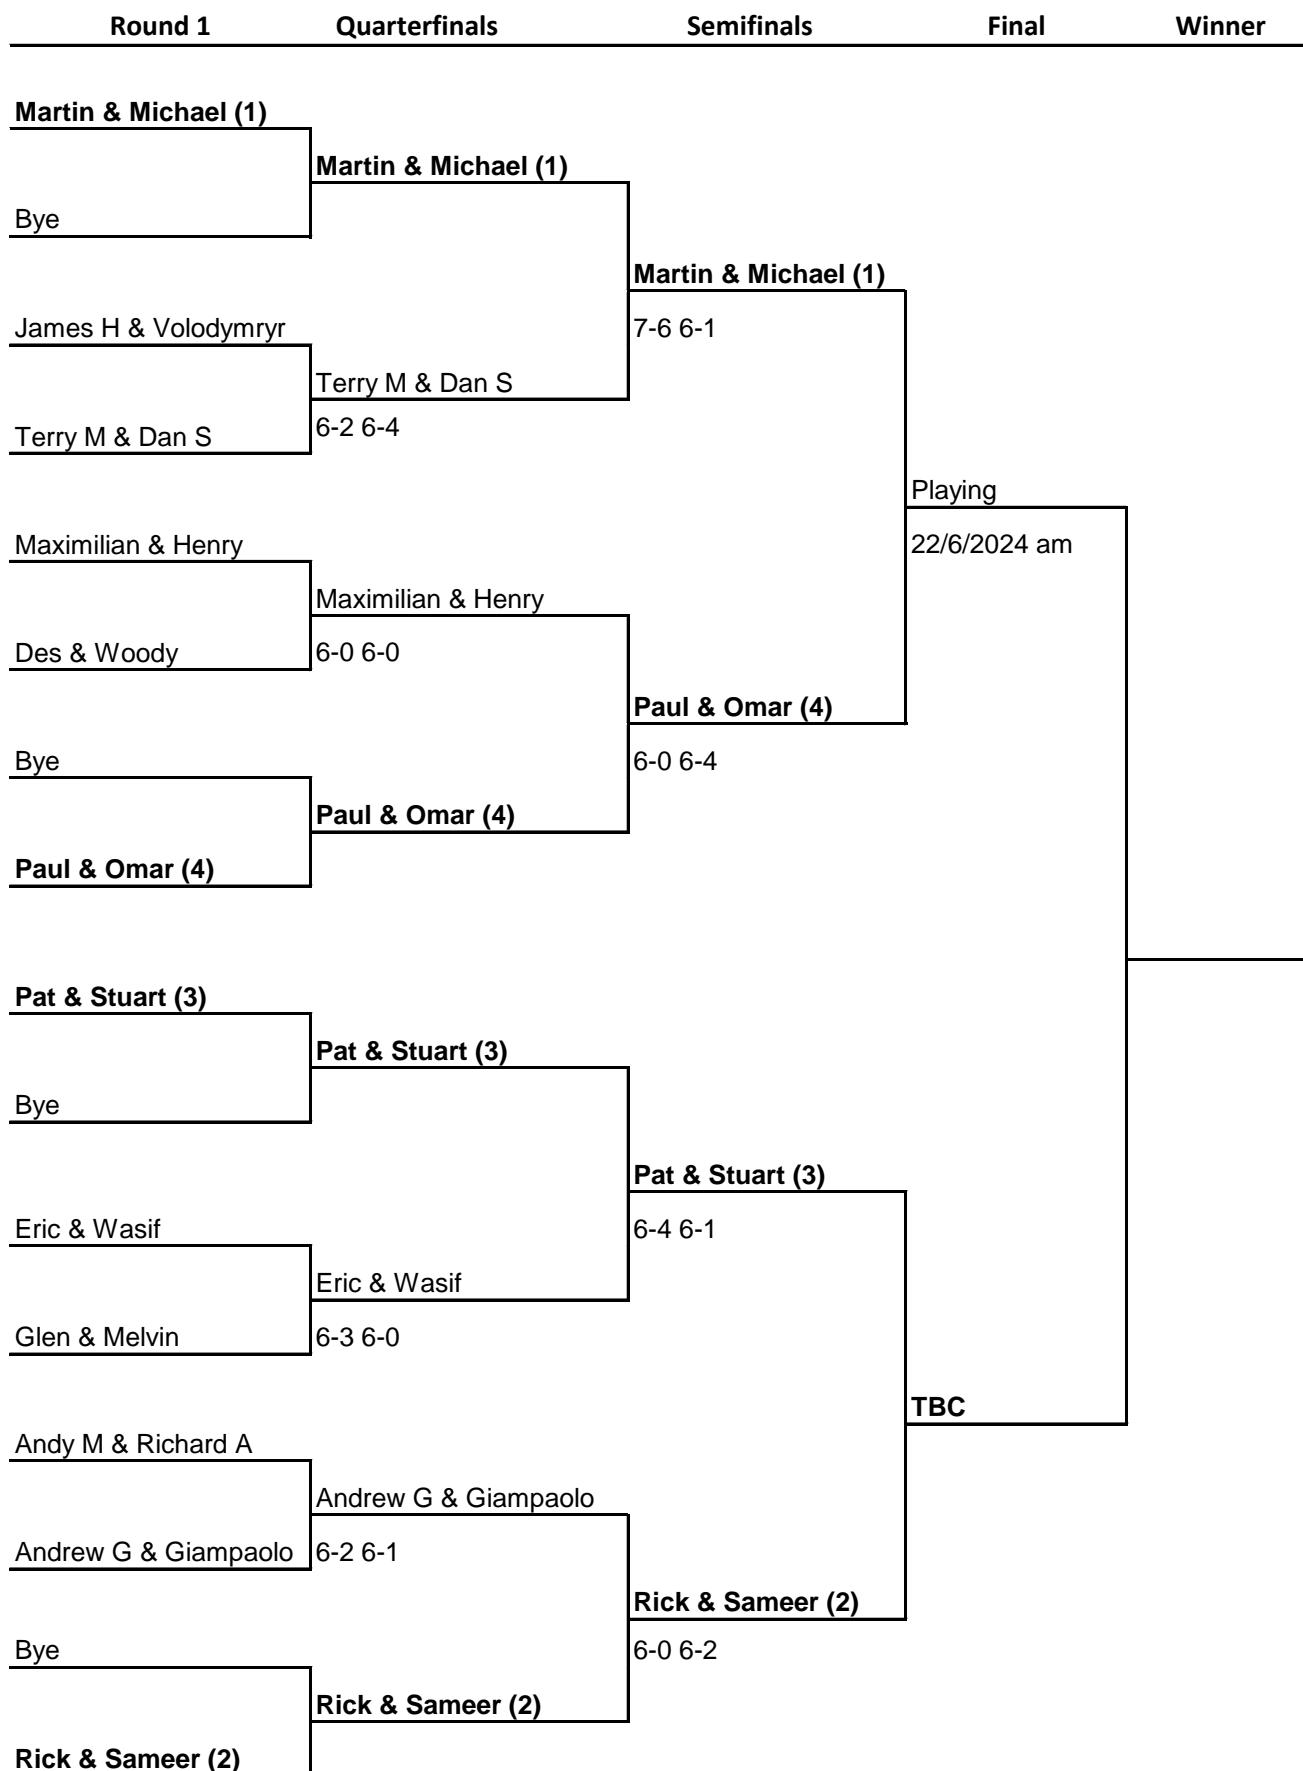 Round 1 Quarterfinals Semifinals Final Winner
Martin & Michael (1)
Martin & Michael (1)
Bye
Martin & Michael (1)
James H & Volodymryr 7-6 6-1
Terry M & Dan S
Terry M & Dan S 6-2 6-4
Playing
Maximilian & Henry 22/6/2024 am
Maximilian & Henry
Des & Woody 6-0 6-0
Paul & Omar (4)
Bye 6-0 6-4
Paul & Omar (4)
Paul & Omar (4)
Pat & Stuart (3)
Pat & Stuart (3)
Bye
Pat & Stuart (3)
Eric & Wasif 6-4 6-1
Eric & Wasif
Glen & Melvin 6-3 6-0
TBC
Andy M & Richard A
Andrew G & Giampaolo
Andrew G & Giampaolo 6-2 6-1
Rick & Sameer (2)
Bye 6-0 6-2
Rick & Sameer (2)
Rick & Sameer (2)